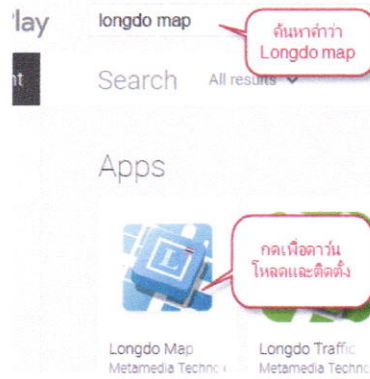 lay
longdo map
ค้นหาคำว่า
Longdo map
nt
Search All results
Apps
กดเพื่อดาวน์
โหลดและติดตั้ง
Longdo Map
Metamedia Techno
Longdo Traffic
Metamedia Techno